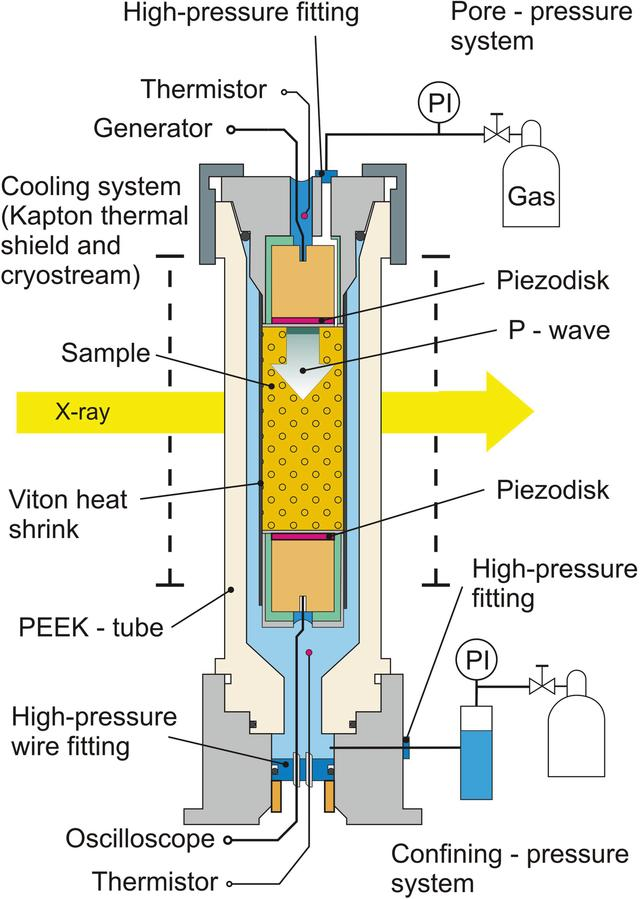 High-pressure fitting
Pore - pressure
system
Thermistor
Generator
PI
Gas
Cooling system
(Kapton thermal
shield and
cryostream)
Piezodisk
P - wave
Sample
X-ray
Viton heat
shrink
Piezodisk
High-pressure
fitting
PEEK - tube
PI
High-pressure
wire fitting
Oscilloscope
Thermistor
Confining - pressure
system